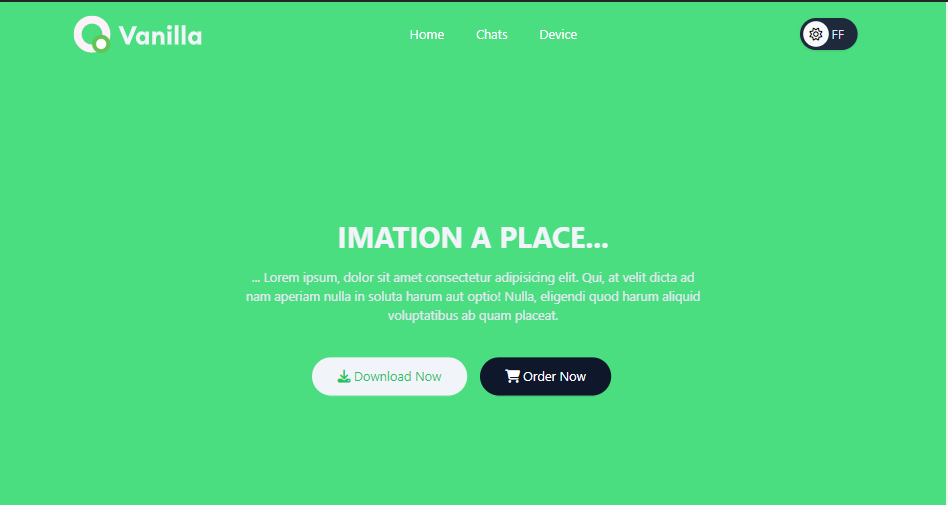 Vanilla
Home
Chats
Device
FF
IMATION A PLACE...
... Lorem ipsum, dolor sit amet consectetur adipisicing elit. Qui, at velit dicta ad
nam aperiam nulla in soluta harum aut optio! Nulla, eligendi quod harum aliquid
voluptatibus ab quam placeat.
Download Now
Order Now